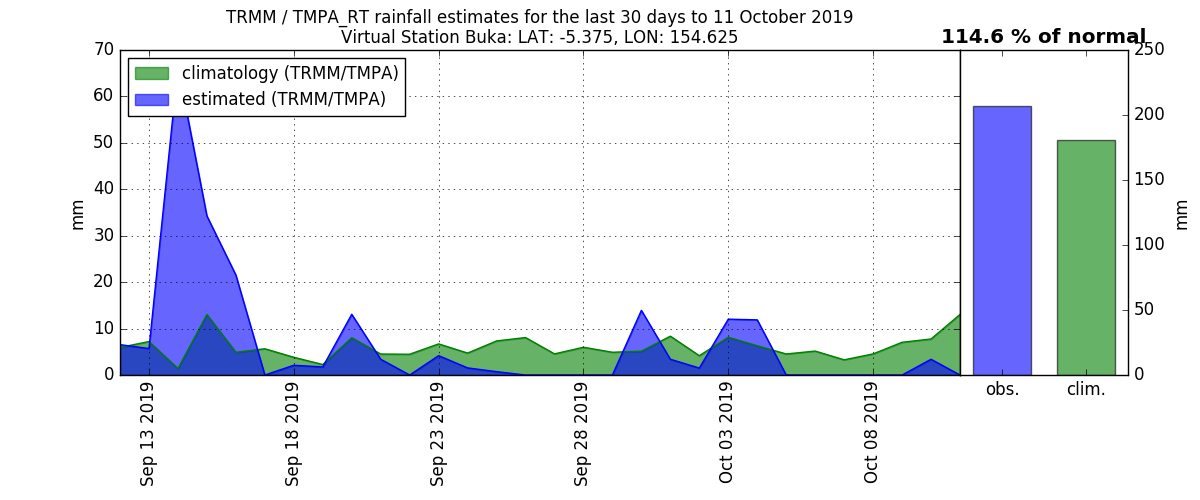 TRMM / TMPA_RT rainfall estimates for the last 30 days to 11 October 2019
Virtual Station Buka: LAT: -5.375, LON: 154.625
114.6 % of normal
climatology (TRMM/TMPA)
estimated (TRMM/TMPA)
mm
70
60
50
40
30
20
10
0
Sep 13 2019
Sep 18 2019
Sep 23 2019
Sep 28 2019
Oct 03 2019
Oct 08 2019
obs.
clim.
250
200
150
100
50
0
mm